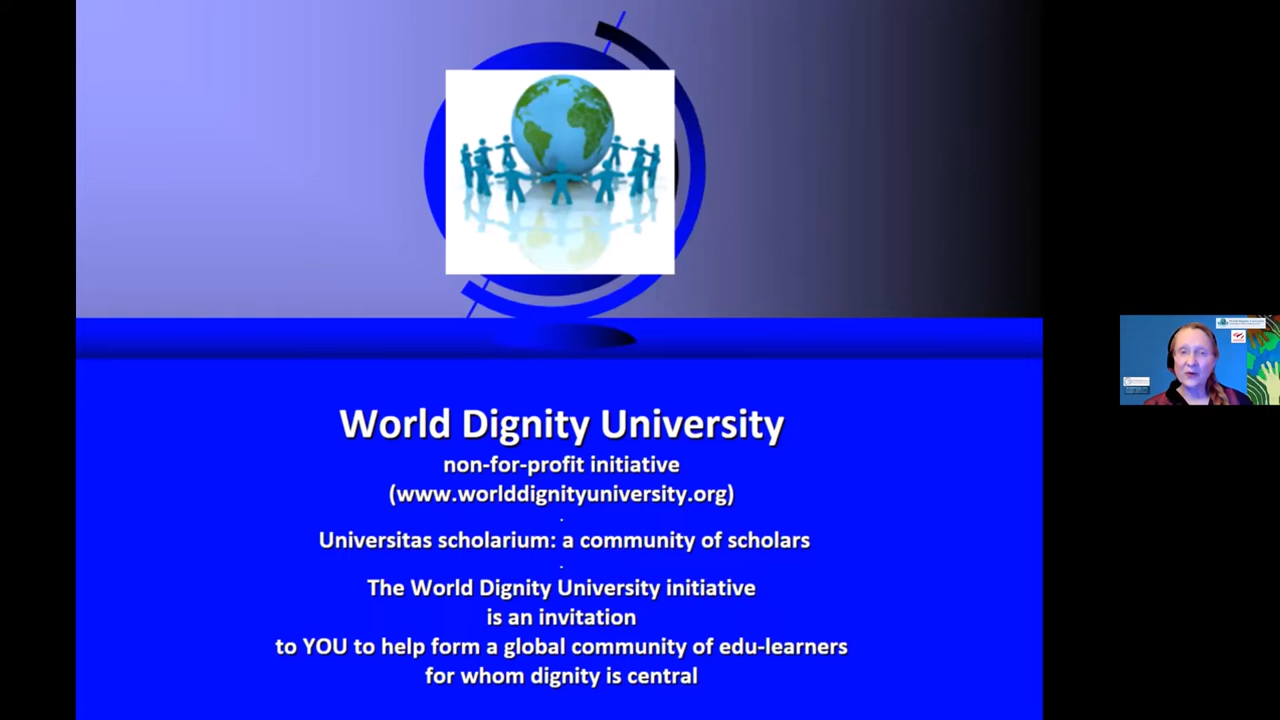 World Dignity University
non-for-profit initiative
(www.worlddignityuniversity.org)
.
Universitas scholarium: a community of scholars
.
The World Dignity University initiative
is an invitation
to YOU to help form a global community of edu-learners
for whom dignity is central